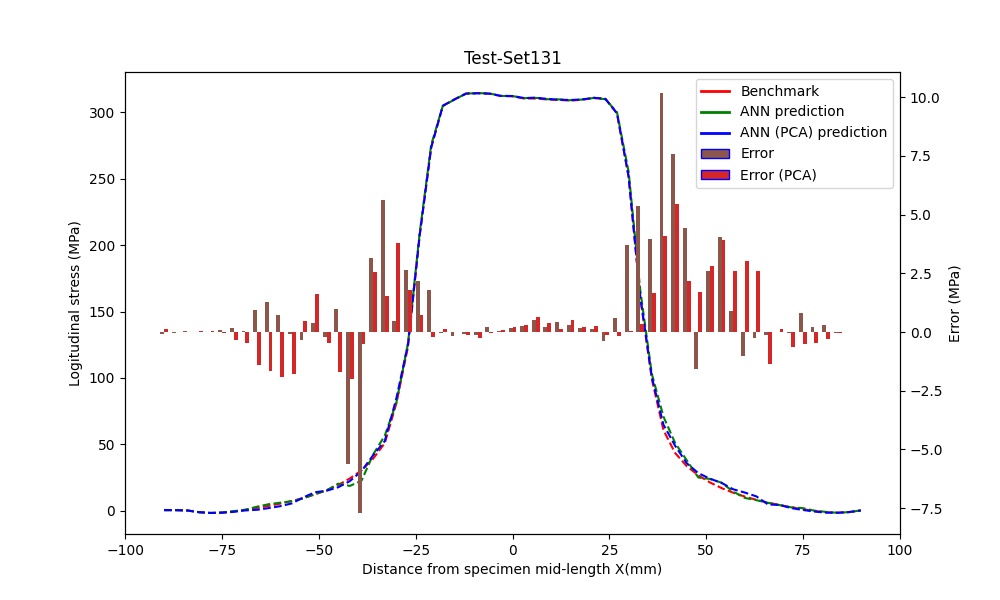 Test-Set131
Benchmark
ANN prediction
ANN (PCA) prediction
Error
Error (PCA)
Logitudinal stress (MPa)
300
250
200
150
100
50
0
10.0
7.5
5.0
2.5
0.0
−2.5
−5.0
−7.5
Error (MPa)
−100 −75 −50 −25 0 25 50 75 100
Distance from specimen mid-length X(mm)